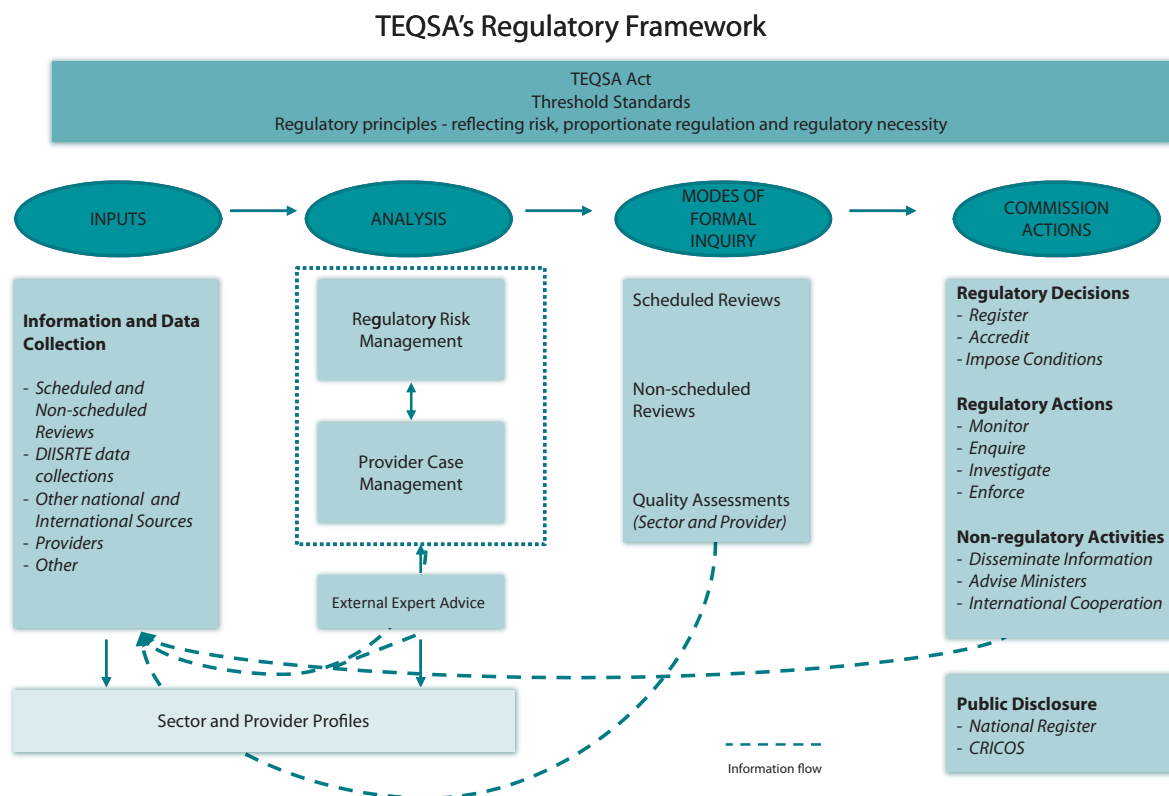 TEQSA's Regulatory Framework
TEQSA Act
Threshold Standards
Regulatory principles - reflecting risk, proportionate regulation and regulatory necessity
INPUTS
ANALYSIS
MODES OF
FORMAL
INQUIRY
COMMISSION
ACTIONS
Information and Data
Collection
- Scheduled and
Non-scheduled
Reviews
- DIISRTE data
collections
- Other national and
International Sources
- Providers
- Other
Regulatory Risk
Management
Provider Case
Management
External Expert Advice
Sector and Provider Profiles
Scheduled Reviews
Non-scheduled
Reviews
Quality Assessments
(Sector and Provider)
Regulatory Decisions
- Register
- Accredit
- Impose Conditions
Regulatory Actions
- Monitor
- Enquire
- Investigate
- Enforce
Non-regulatory Activities
- Disseminate Information
- Advise Ministers
- International Cooperation
Public Disclosure
- National Register
- CRICOS
Information flow